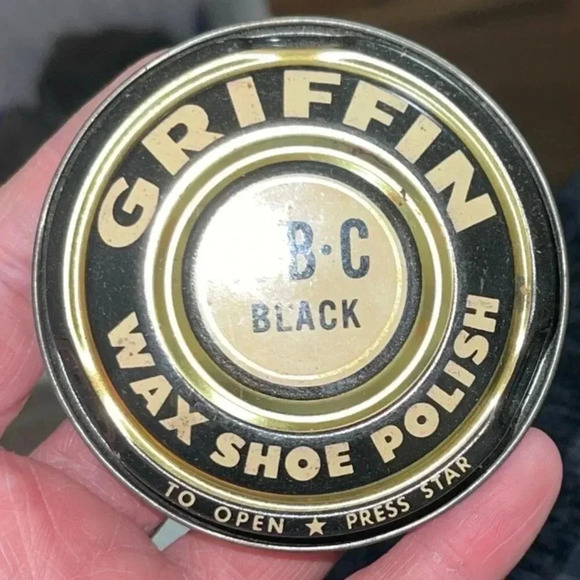 GRIFFIN
B·C
BLACK
WAX SHOE POLISH
TO OPEN ★ PRESS STAR